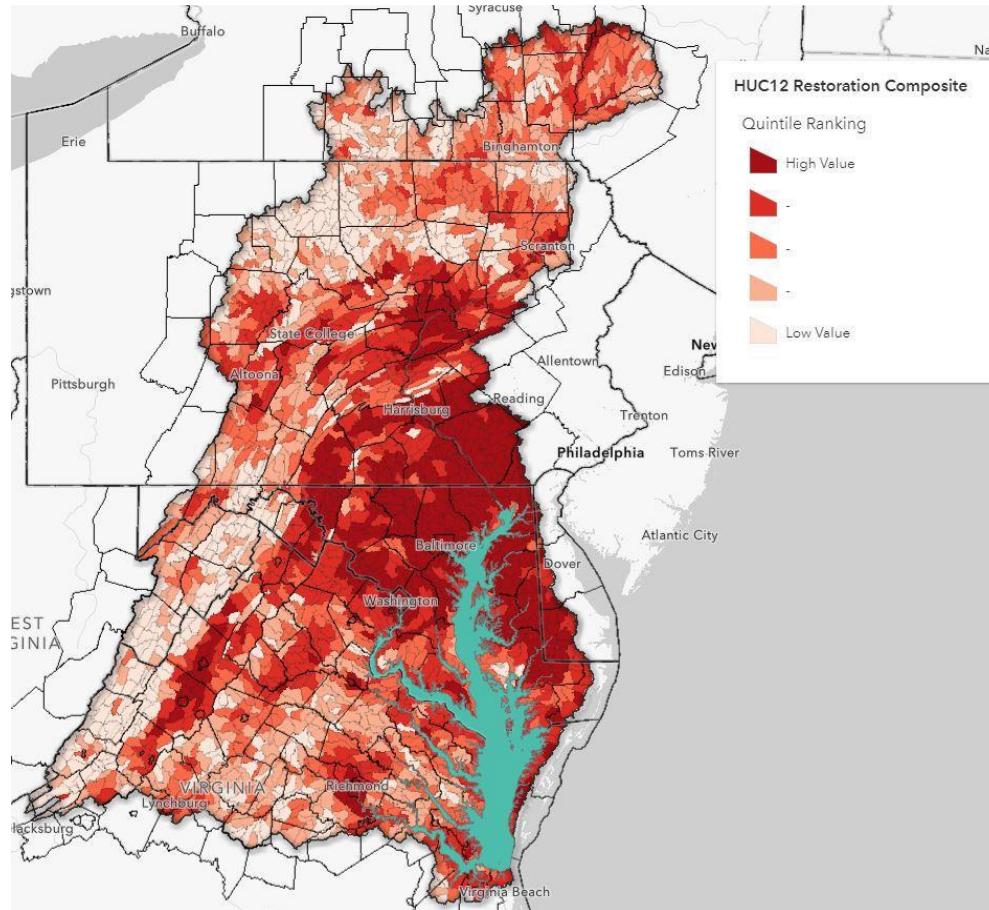 Syracuse
Buffalo
Na
HUC12 Restoration Composite
Quintile Ranking
High Value
-
-
-
Low Value
Erie
Binghamton
Scranton
gstown
State College
Allentown
New
Edison
Pittsburgh
Altoona
Reading
Harrisburg
Trenton
Philadelphia
Toms River
Atlantic City
Baltimore
Dover
Washington
EST
GINIA
VIRGINIA
Richmond
Lynchburg
lacksburg
Virginia Beach